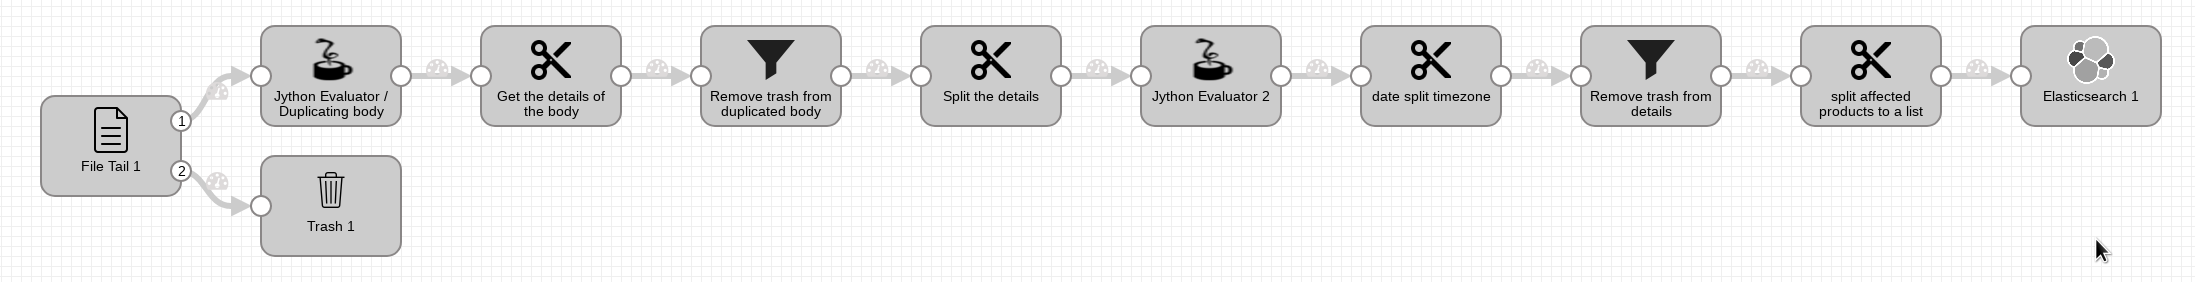 Jython Evaluator /
Duplicating body
Get the details of
the body
Remove trash from
duplicated body
Split the details
Jython Evaluator 2
date split timezone
Remove trash from
details
split affected
products to a list
Elasticsearch 1
1
File Tail 1
2
Trash 1